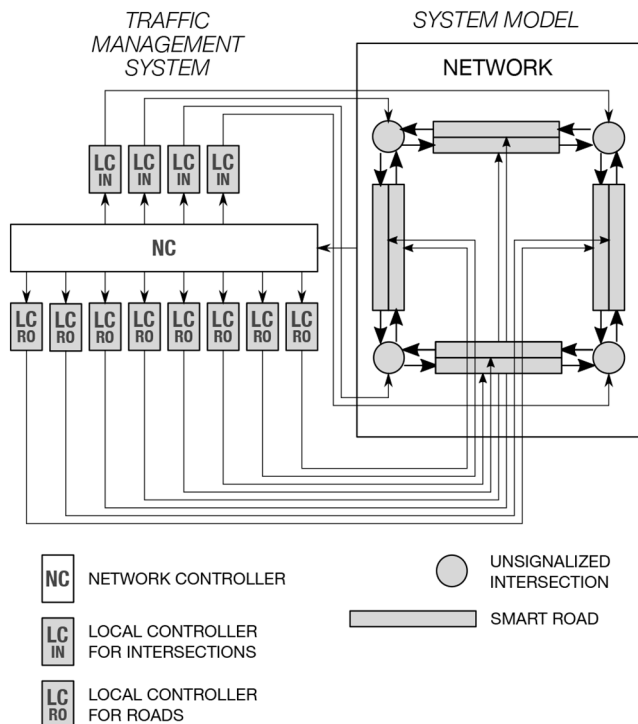 TRAFFIC
MANAGEMENT
SYSTEM
SYSTEM MODEL
NETWORK
LC
IN
LC
IN
LC
IN
LC
IN
NC
LC
RO
LC
RO
LC
RO
LC
RO
LC
RO
LC
RO
LC
RO
LC
RO
NC
NETWORK CONTROLLER
LC
IN
LOCAL CONTROLLER
FOR INTERSECTIONS
LC
RO
LOCAL CONTROLLER
FOR ROADS
UNSIGNALIZED
INTERSECTION
SMART ROAD